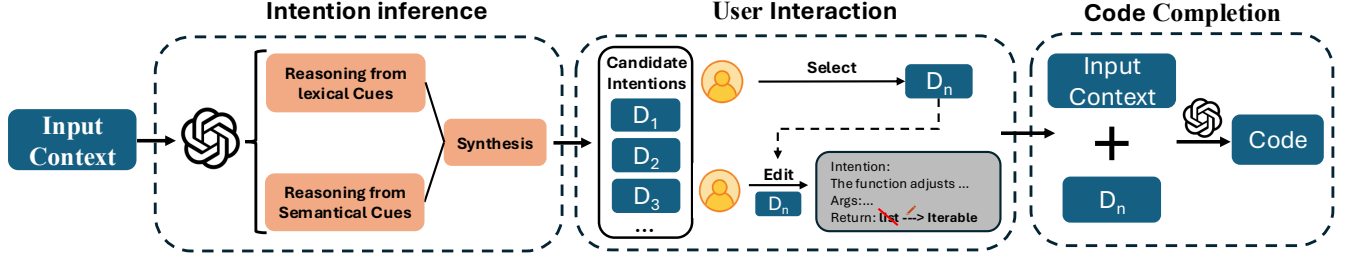 Intention inference
Input
Context
Reasoning from
lexical Cues
Reasoning from
Semantical Cues
Synthesis
User Interaction
Candidate
Intentions
D1
D2
D3
...
Select
Dn
Edit
Dn
Intention:
The function adjusts ...
Args:...
Return: list ---> Iterable
Code Completion
Input
Context
+
Dn
Code